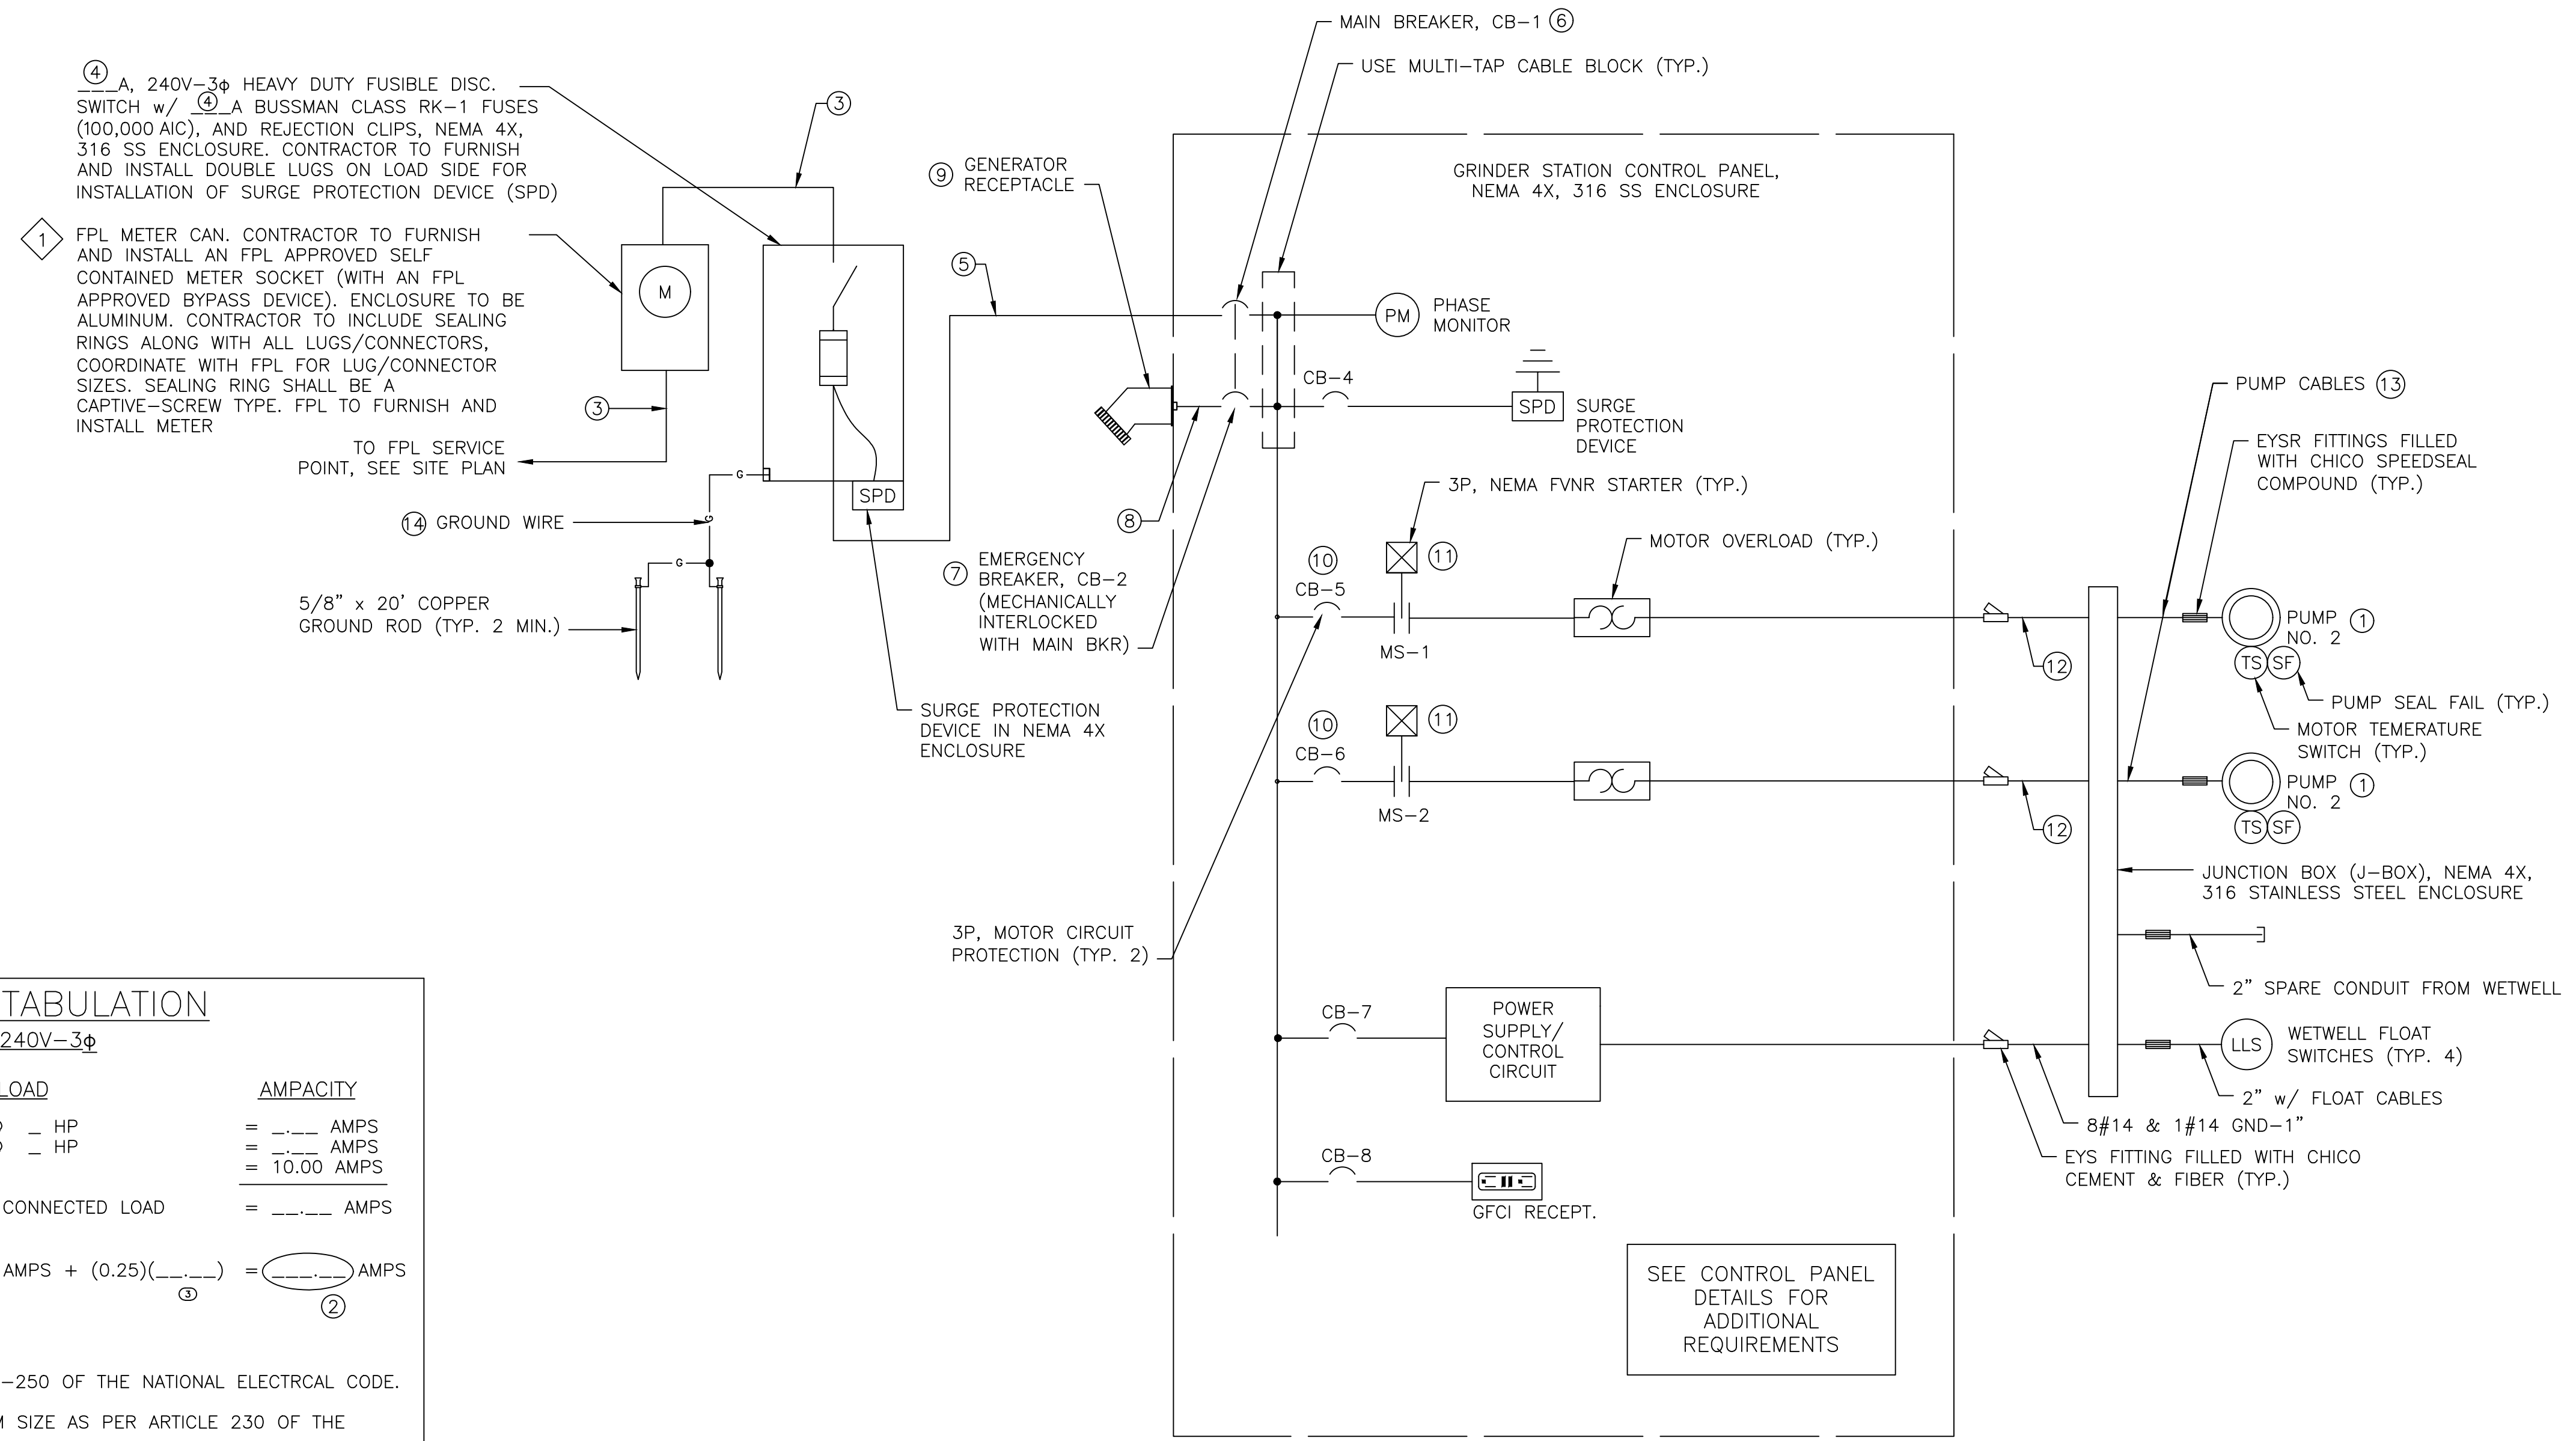 MAIN BREAKER, CB-1 6
USE MULTI-TAP CABLE BLOCK (TYP.)
4
___A, 240V-3ϕ HEAVY DUTY FUSIBLE DISC.
SWITCH w/ _4_A BUSSMAN CLASS RK-1 FUSES
(100,000 AIC), AND REJECTION CLIPS, NEMA 4X,
316 SS ENCLOSURE. CONTRACTOR TO FURNISH
AND INSTALL DOUBLE LUGS ON LOAD SIDE FOR
INSTALLATION OF SURGE PROTECTION DEVICE (SPD)
3
1
FPL METER CAN. CONTRACTOR TO FURNISH
AND INSTALL AN FPL APPROVED SELF
CONTAINED METER SOCKET (WITH AN FPL
APPROVED BYPASS DEVICE). ENCLOSURE TO BE
ALUMINUM. CONTRACTOR TO INCLUDE SEALING
RINGS ALONG WITH ALL LUGS/CONNECTORS,
COORDINATE WITH FPL FOR LUG/CONNECTOR
SIZES. SEALING RING SHALL BE A
CAPTIVE-SCREW TYPE. FPL TO FURNISH AND
INSTALL METER
M
3
TO FPL SERVICE
POINT, SEE SITE PLAN
G
SPD
14 GROUND WIRE
G
G
5/8" x 20' COPPER
GROUND ROD (TYP. 2 MIN.)
SURGE PROTECTION
DEVICE IN NEMA 4X
ENCLOSURE
9 GENERATOR
RECEPTACLE
5
8
7
EMERGENCY
BREAKER, CB-2
(MECHANICALLY
INTERLOCKED
WITH MAIN BKR)
3P, MOTOR CIRCUIT
PROTECTION (TYP. 2)
GRINDER STATION CONTROL PANEL,
NEMA 4X, 316 SS ENCLOSURE
PM
PHASE
MONITOR
CB-4
SPD
SURGE
PROTECTION
DEVICE
3P, NEMA FVNR STARTER (TYP.)
MOTOR OVERLOAD (TYP.)
10
CB-5
11
MS-1
10
CB-6
11
MS-2
CB-7
POWER
SUPPLY/
CONTROL
CIRCUIT
CB-8
GFCI RECEPT.
SEE CONTROL PANEL
DETAILS FOR
ADDITIONAL
REQUIREMENTS
PUMP CABLES 13
EYSR FITTINGS FILLED
WITH CHICO SPEEDSEAL
COMPOUND (TYP.)
12
PUMP 1
NO. 2
TS SF
PUMP SEAL FAIL (TYP.)
MOTOR TEMERATURE
SWITCH (TYP.)
12
PUMP 1
NO. 2
TS SF
JUNCTION BOX (J-BOX), NEMA 4X,
316 STAINLESS STEEL ENCLOSURE
2" SPARE CONDUIT FROM WETWELL
LLS
WETWELL FLOAT
SWITCHES (TYP. 4)
2" w/ FLOAT CABLES
8#14 & 1#14 GND-1"
EYS FITTING FILLED WITH CHICO
CEMENT & FIBER (TYP.)
TABULATION
240V-3ϕ
LOAD AMPACITY
) _ HP = _.__ AMPS
) _ HP = _.__ AMPS
= 10.00 AMPS
CONNECTED LOAD = __.__ AMPS
AMPS + (0.25)(__.__) = ___.__ AMPS
3
2
-250 OF THE NATIONAL ELECTRCAL CODE.
SIZE AS PER ARTICLE 230 OF THE